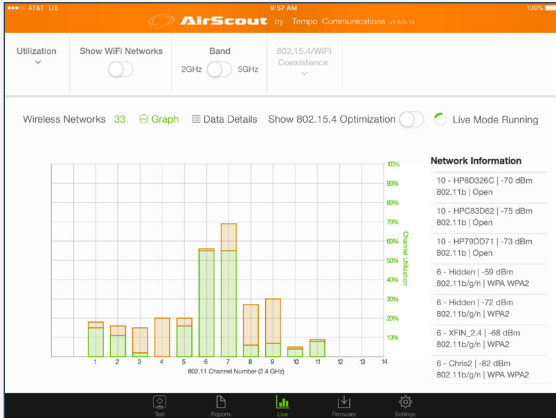 AT&T LTE
9:57 AM
100%
AirScout by Tempo Communications
Utilization
Show WiFi Networks
Band
2GHz 5GHz
802.15.4/WiFi
Coexistence
Wireless Networks 33 Graph Data Details Show 802.15.4 Optimization Live Mode Running
Network Information
10 - HP8D326C | -70 dBm
802.11b | Open
10 - HPC83D62 | -75 dBm
802.11b | Open
10 - HP79DD71 | -73 dBm
802.11b | Open
6 - Hidden | -59 dBm
802.11b/g/n | WPA WPA2
6 - Hidden | -72 dBm
802.11b/g/n | WPA WPA2
6 - XFIN_2.4 | -68 dBm
802.11b/g/n | WPA WPA2
6 - Chris2 | -82 dBm
802.11b/g/n | WPA WPA2
90%
80%
70%
60%
50%
40%
30%
20%
10%
Channel Utilization
1 2 3 4 5 6 7 8 9 10 11 12 13 14
802.11 Channel Number (2.4 GHz)
Test Reports Live Firmware Settings